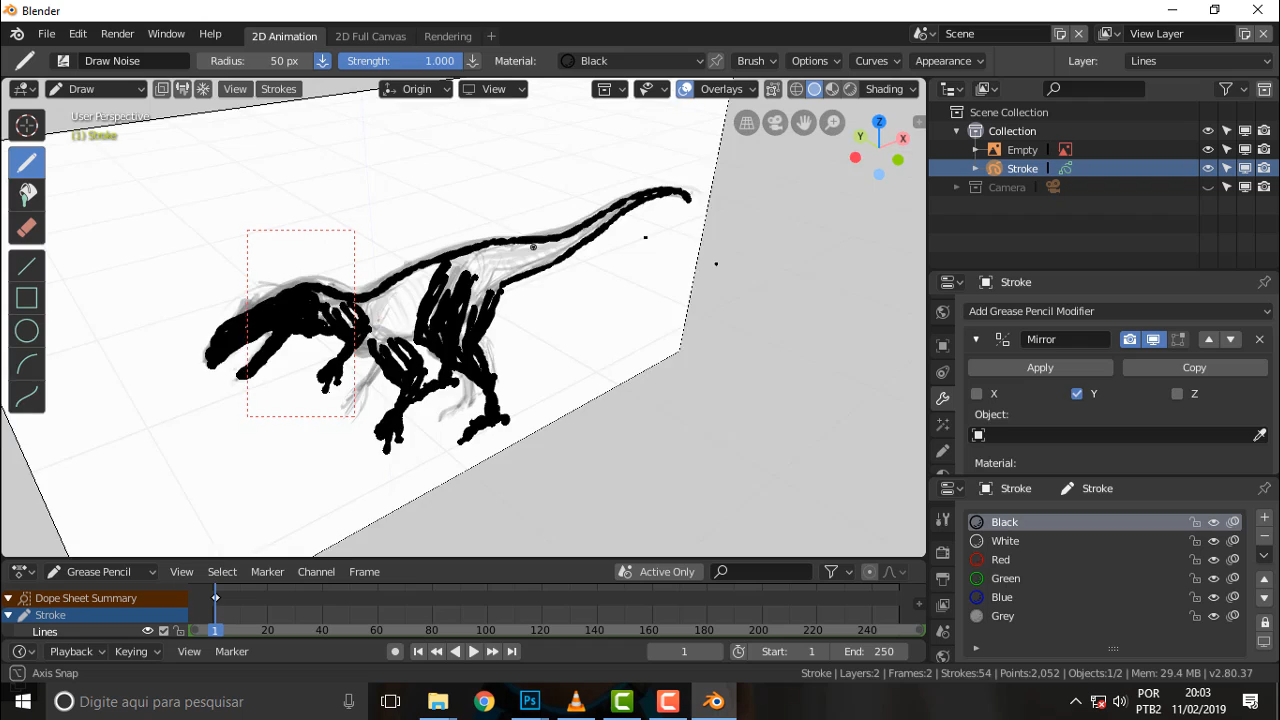 Blender
File Edit Render Window Help 2D Animation 2D Full Canvas Rendering + Scene View Layer
Draw Noise Radius: 50 px Strength: 1.000 Material: Black Brush Options Curves Appearance Layer: Lines
Draw View Strokes Origin View Overlays Shading
User Perspective
(1) Stroke
Z
Y X
Scene Collection
Collection
Empty
Stroke
Camera
Stroke
Add Grease Pencil Modifier
Mirror
Apply Copy
X Y Z
Object:
Material:
Stroke Stroke
Black
White
Red
Green
Blue
Grey
Grease Pencil View Select Marker Channel Frame Active Only
Dope Sheet Summary
Stroke
Lines
1 20 40 60 80 100 120 140 160 180 200 220 240
Playback Keying View Marker 1 Start: 1 End: 250
Axis Snap Stroke | Layers:2 | Frames:2 | Strokes:54 | Points:2,052 | Objects:1/2 | Mem: 29.4 MB | v2.80.37
Digite aqui para pesquisar
Ps
POR
PTB2
20:03
11/02/2019